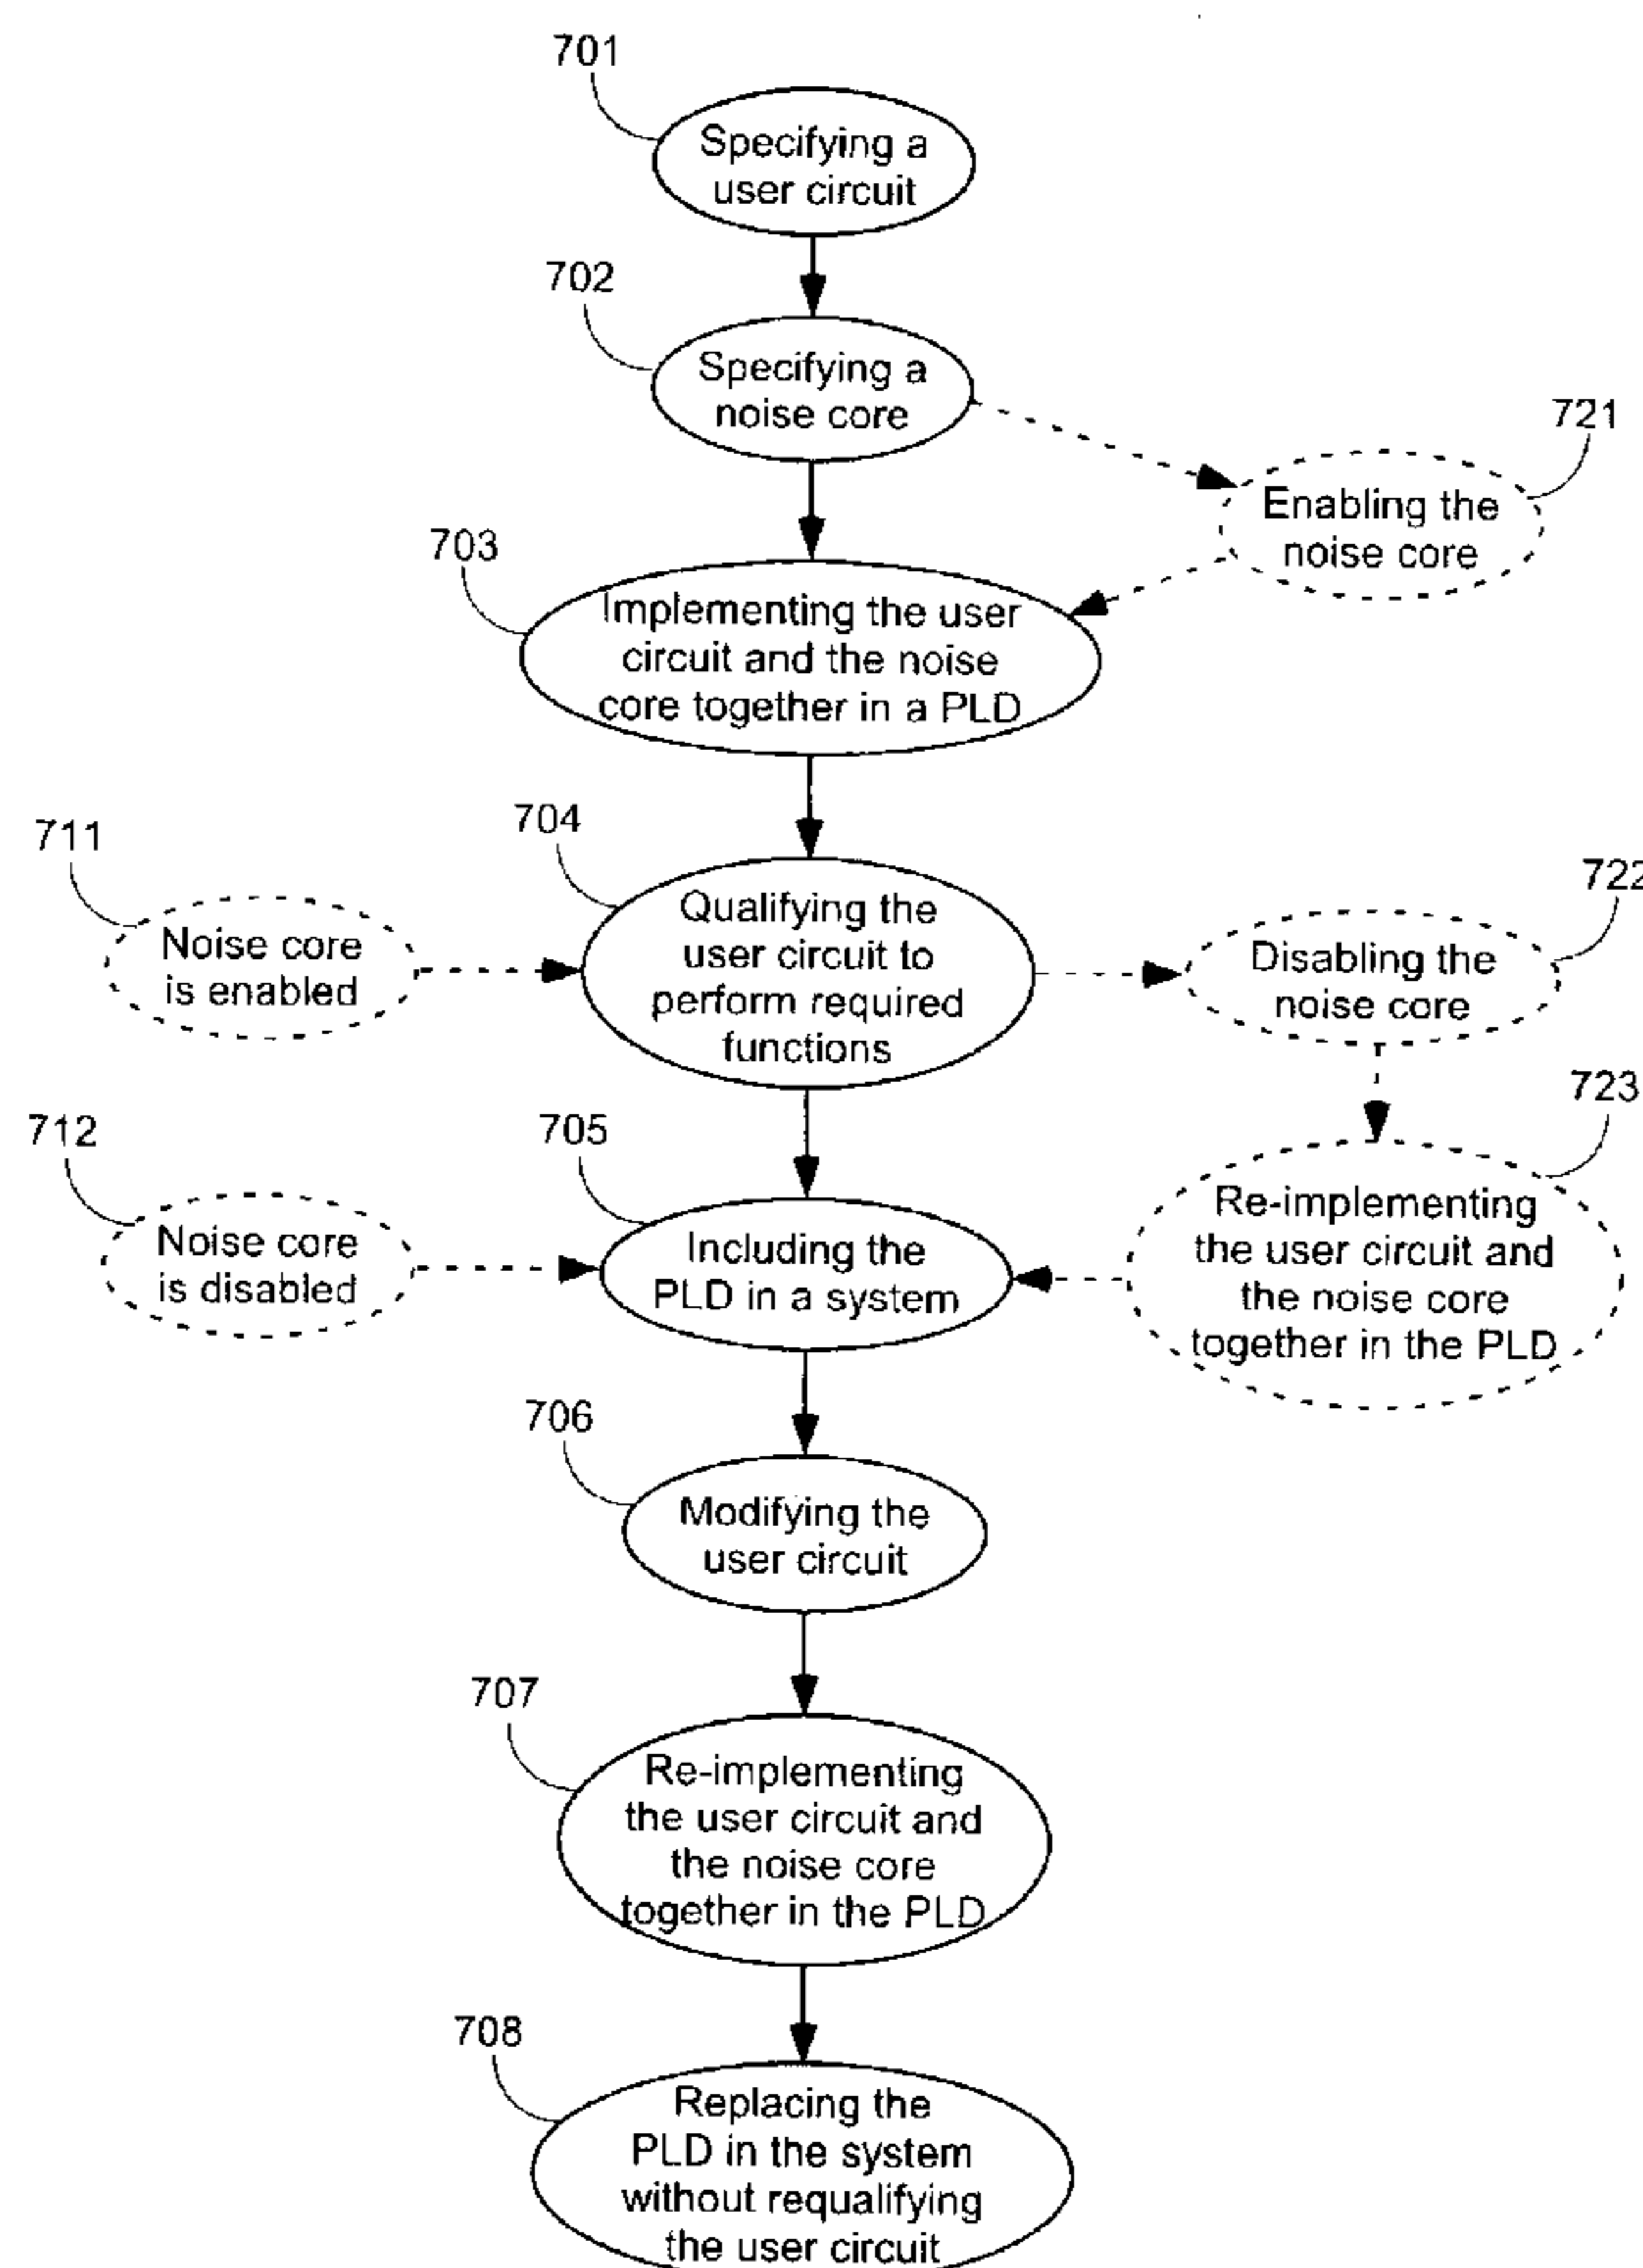 701
Specifying a
user circuit
702
Specifying a
noise core
721
Enabling the
noise core
703
Implementing the user
circuit and the noise
core together in a PLD
704
Qualifying the
user circuit to
perform required
functions
711
Noise core
is enabled
722
Disabling the
noise core
723
Re-implementing
the user circuit and
the noise core
together in the PLD
712
Noise core
is disabled
705
Including the
PLD in a system
706
Modifying the
user circuit
707
Re-implementing
the user circuit and
the noise core
together in the PLD
708
Replacing the
PLD in the system
without requalifying
the user circuit